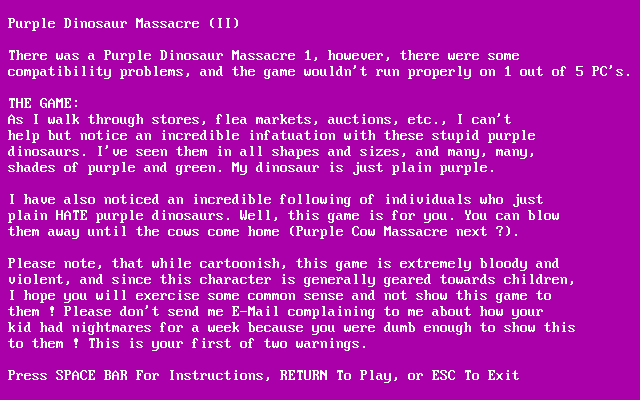 Purple Dinosaur Massacre (II)
There was a Purple Dinosaur Massacre 1, however, there were some
compatibility problems, and the game wouldn't run properly on 1 out of 5 PC's.
THE GAME:
As I walk through stores, flea markets, auctions, etc., I can't
help but notice an incredible infatuation with these stupid purple
dinosaurs. I've seen them in all shapes and sizes, and many, many,
shades of purple and green. My dinosaur is just plain purple.
I have also noticed an incredible following of individuals who just
plain HATE purple dinosaurs. Well, this game is for you. You can blow
them away until the cows come home (Purple Cow Massacre next ?).
Please note, that while cartoonish, this game is extremely bloody and
violent, and since this character is generally geared towards children,
I hope you will exercise some common sense and not show this game to
them ! Please don't send me E-Mail complaining to me about how your
kid had nightmares for a week because you were dumb enough to show this
to them ! This is your first of two warnings.
Press SPACE BAR For Instructions, RETURN To Play, or ESC To Exit